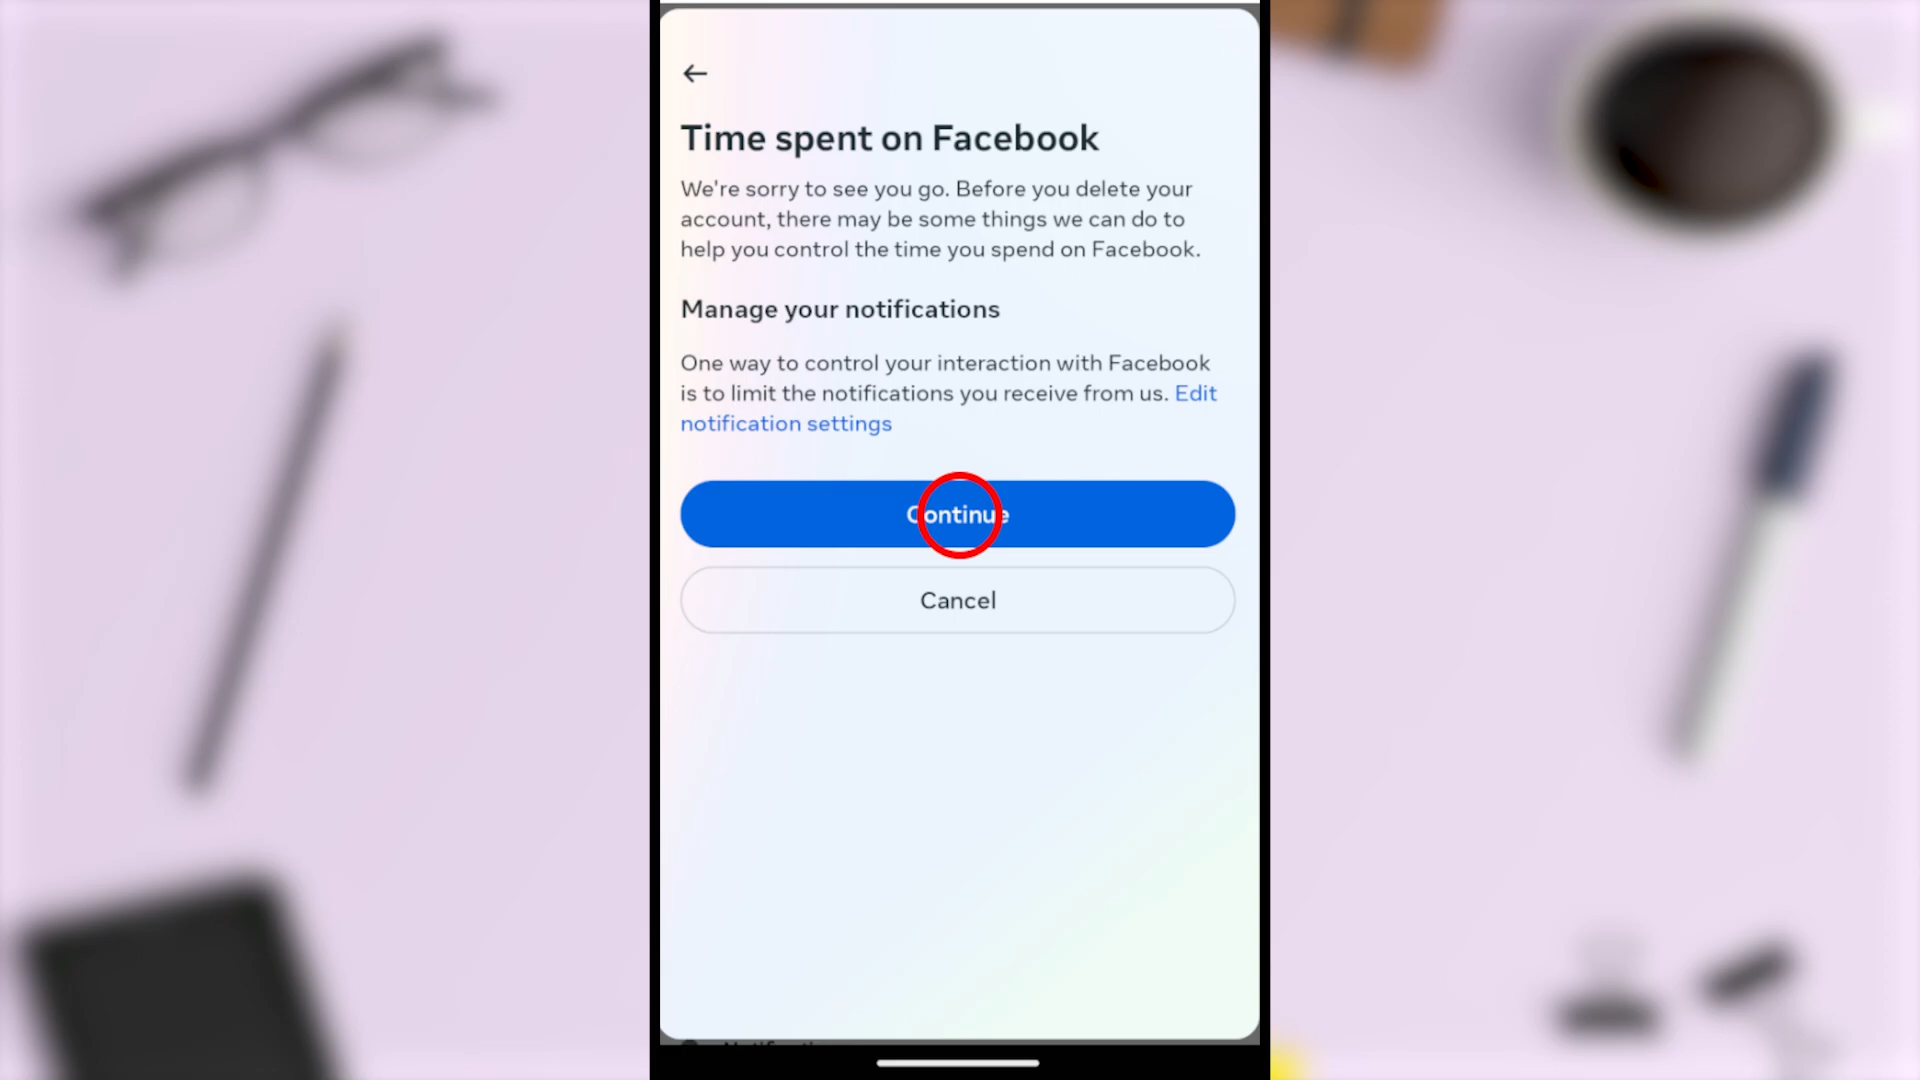 Time spent on Facebook
We're sorry to see you go. Before you delete your
account, there may be some things we can do to
help you control the time you spend on Facebook.
Manage your notifications
One way to control your interaction with Facebook
is to limit the notifications you receive from us. Edit
notification settings
Continue
Cancel